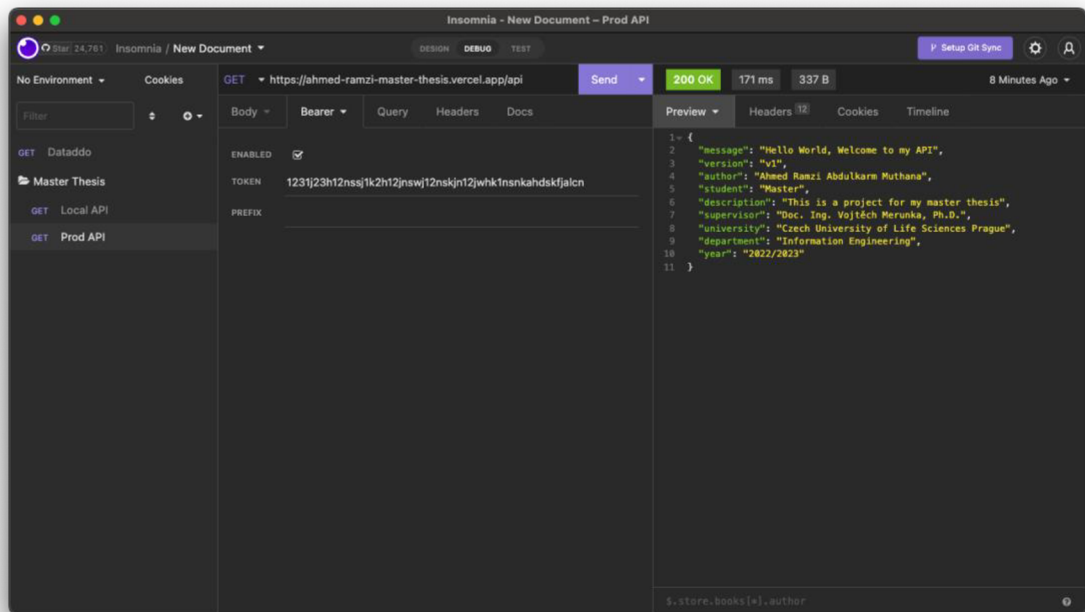 Insomnia - New Document – Prod API
Star 24,761 Insomnia / New Document DESIGN DEBUG TEST Setup Git Sync
No Environment Cookies
Filter
GET Dataddo
Master Thesis
GET Local API
GET Prod API
GET https://ahmed-ramzi-master-thesis.vercel.app/api Send
Body Bearer Query Headers Docs
ENABLED
TOKEN 1231j23h12nssj1k2h12jnswj12nskjn12jwhk1nsnkahdskfjalcn
PREFIX
200 OK 171 ms 337 B 8 Minutes Ago
Preview Headers 12 Cookies Timeline
1 {
2 "message": "Hello World, Welcome to my API",
3 "version": "v1",
4 "author": "Ahmed Ramzi Abdulkarm Muthana",
5 "student": "Master",
6 "description": "This is a project for my master thesis",
7 "supervisor": "Doc. Ing. Vojtěch Merunka, Ph.D.",
8 "university": "Czech University of Life Sciences Prague",
9 "department": "Information Engineering",
10 "year": "2022/2023"
11 }
$.store.books[*].author